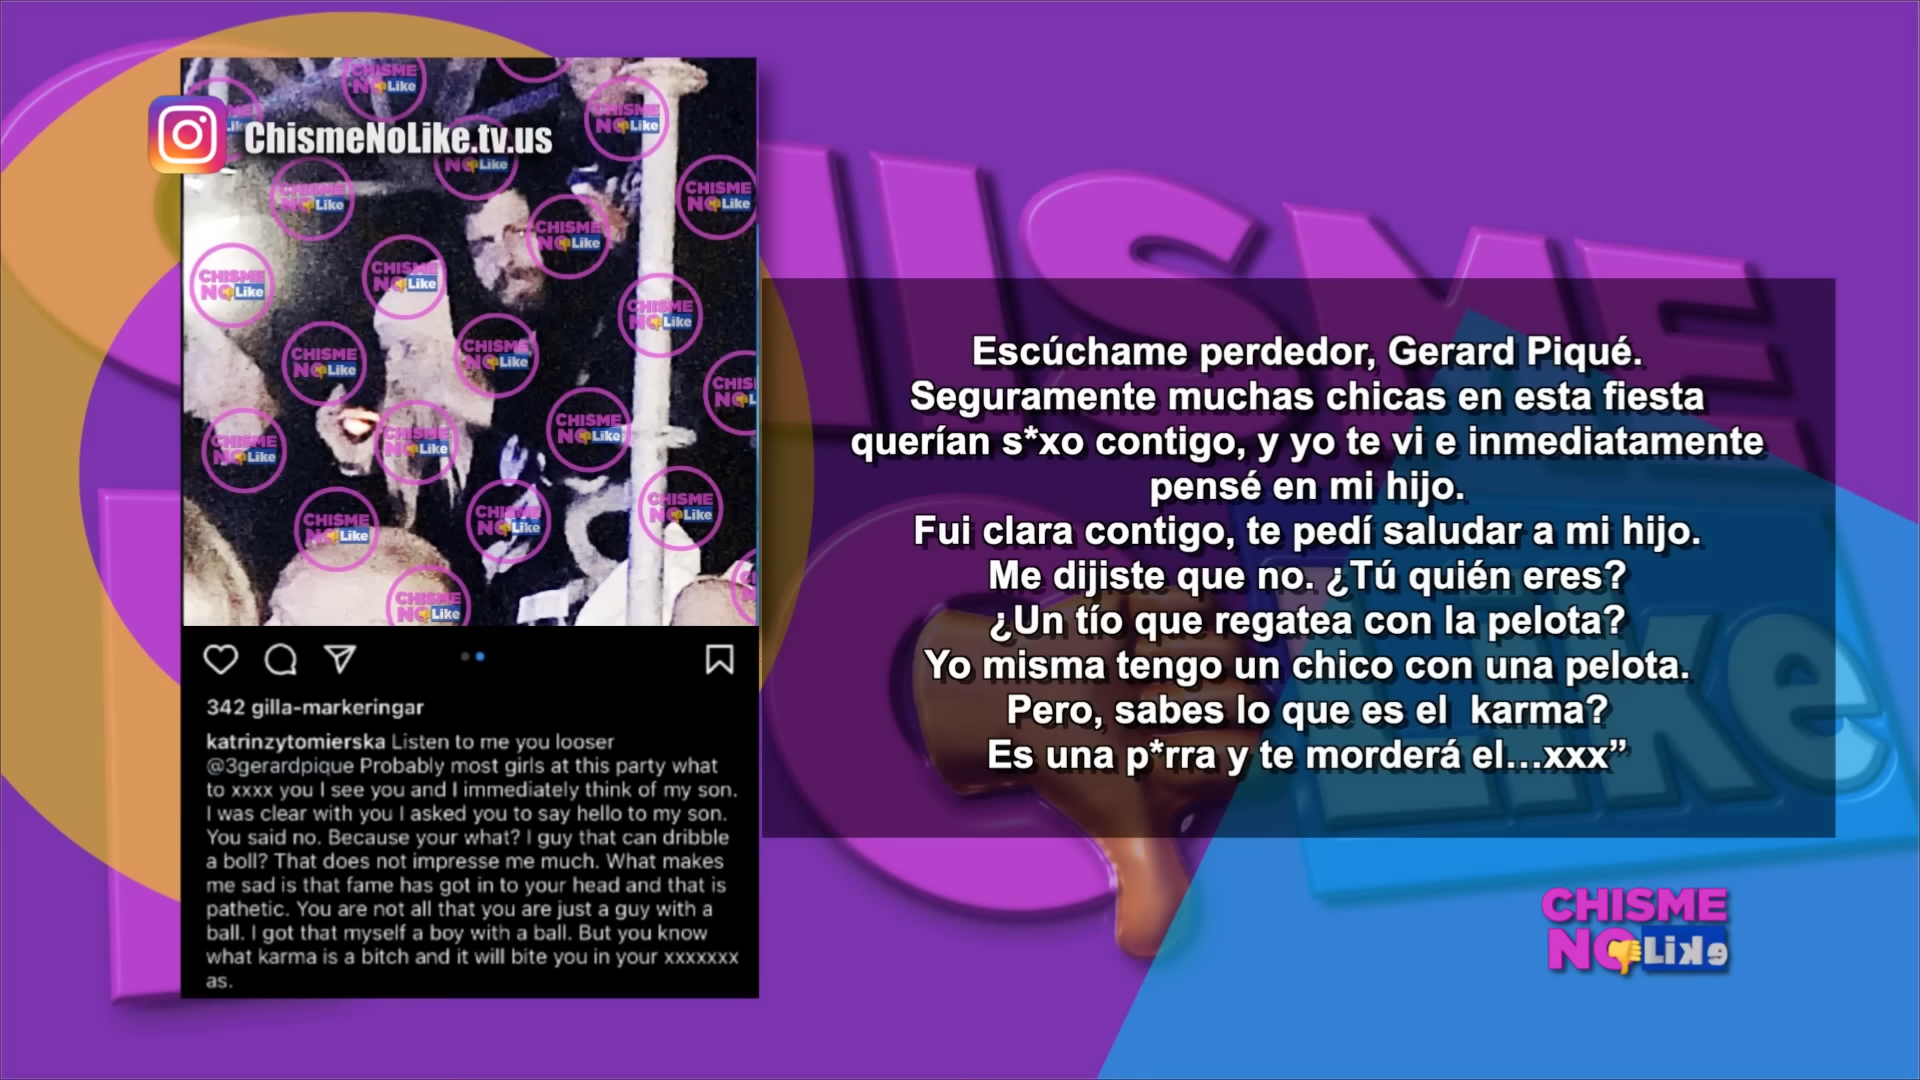 ChismeNoLike.tv.us
342 gilla-markeringar
katrinzytomierska Listen to me you looser
@3gerardpique Probably most girls at this party what
to xxxx you I see you and I immediately think of my son.
I was clear with you I asked you to say hello to my son.
You said no. Because your what? I guy that can dribble
a boll? That does not impresse me much. What makes
me sad is that fame has got in to your head and that is
pathetic. You are not all that you are just a guy with a
ball. I got that myself a boy with a ball. But you know
what karma is a bitch and it will bite you in your xxxxxxx
as.
Escúchame perdedor, Gerard Piqué.
Seguramente muchas chicas en esta fiesta
querían s*xo contigo, y yo te vi e inmediatamente
pensé en mi hijo.
Fui clara contigo, te pedí saludar a mi hijo.
Me dijiste que no. ¿Tú quién eres?
¿Un tío que regatea con la pelota?
Yo misma tengo un chico con una pelota.
Pero, sabes lo que es el  karma?
Es una p*rra y te morderá el...xxx”
CHISME
NO Like